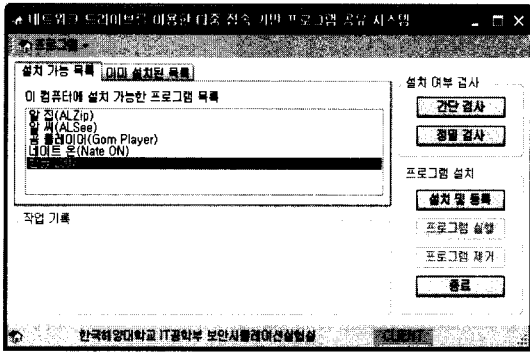 네트워크 드라이브를 이용한 다중 접속 기반 프로그램 공유 시스템
프로그램
설치 가능 목록
이미 설치된 목록
이 컴퓨터에 설치 가능한 프로그램 목록
알 집(ALZip)
알 씨(ALSee)
곰 플레이어(Gom Player)
네이트 온(Nate ON)
작업 기록
설치 여부 검사
간단 검사
정밀 검사
프로그램 설치
설치 및 등록
프로그램 실행
프로그램 제거
종료
한국해양대학교 IT공학부 보안시뮬레이션실험실
CLIENT